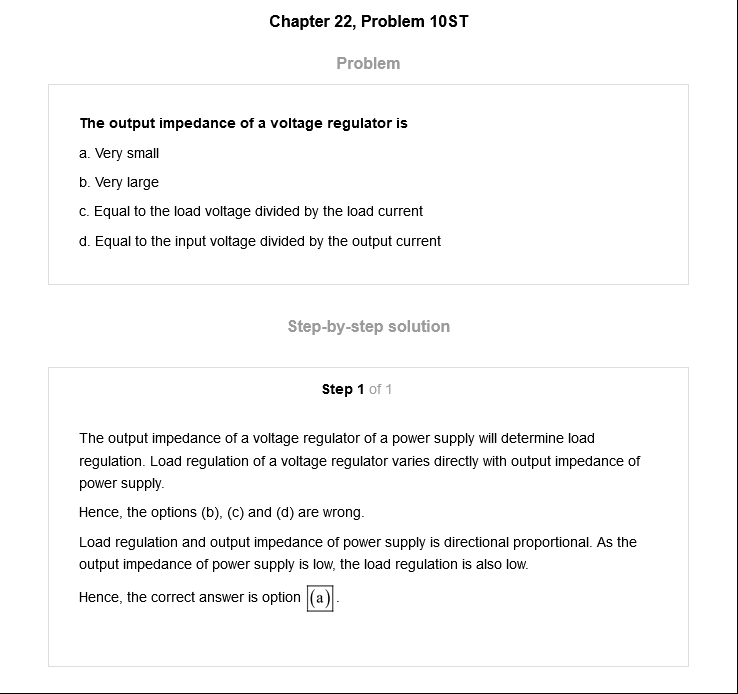 Chapter 22, Problem 10ST
Problem
The output impedance of a voltage regulator is
a. Very small
b. Very large
c. Equal to the load voltage divided by the load current
d. Equal to the input voltage divided by the output current
Step-by-step solution
Step 1 of 1
The output impedance of a voltage regulator of a power supply will determine load
regulation. Load regulation of a voltage regulator varies directly with output impedance of
power supply.
Hence, the options (b), (c) and (d) are wrong.
Load regulation and output impedance of power supply is directional proportional. As the
output impedance of power supply is low, the load regulation is also low.
Hence, the correct answer is option (a).